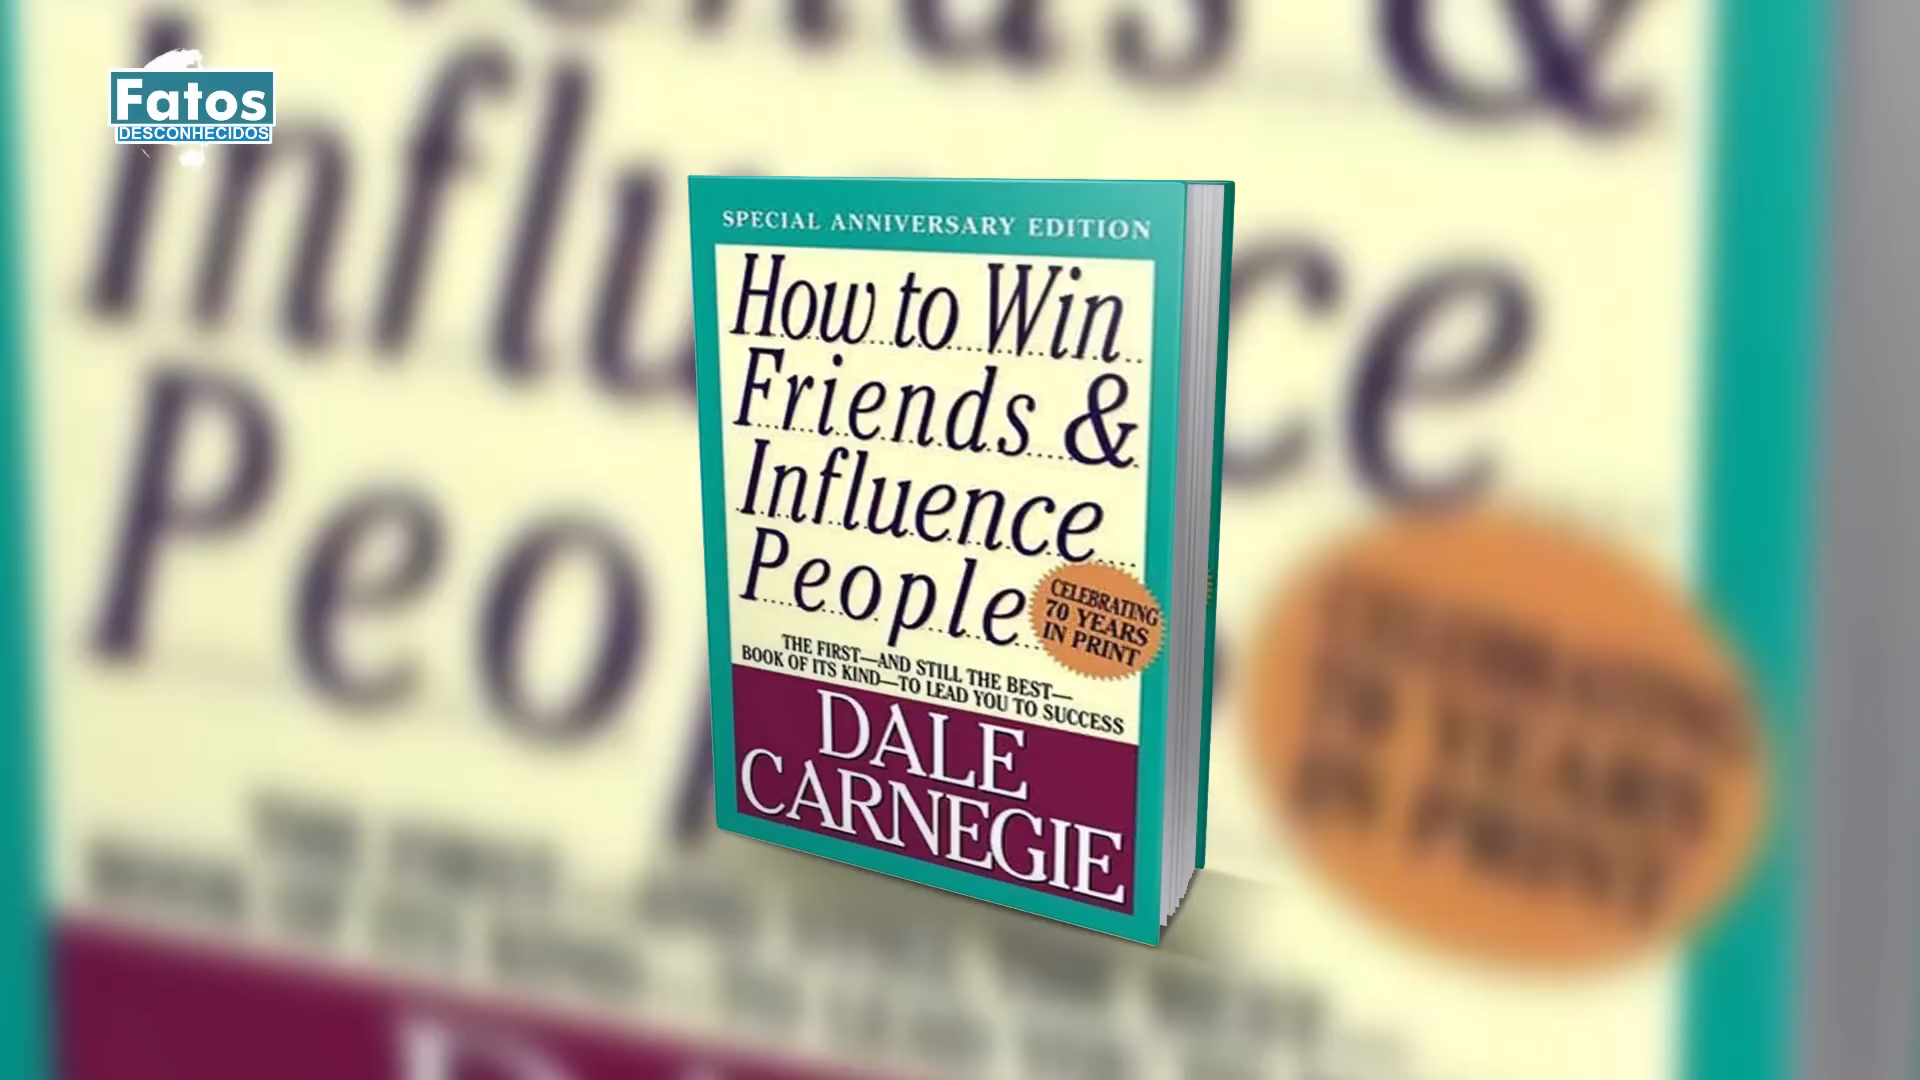 Fatos
DESCONHECIDOS
SPECIAL ANNIVERSARY EDITION
How to Win
Friends &
Influence
People
CELEBRATING
70 YEARS
IN PRINT
THE FIRST—AND STILL THE BEST—
BOOK OF ITS KIND—TO LEAD YOU TO SUCCESS
DALE
CARNEGIE